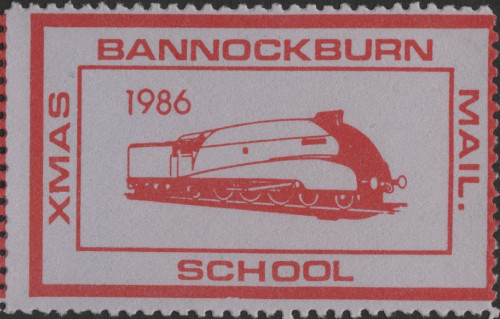 BANNOCKBURN
1986
XMAS
MAIL.
SCHOOL